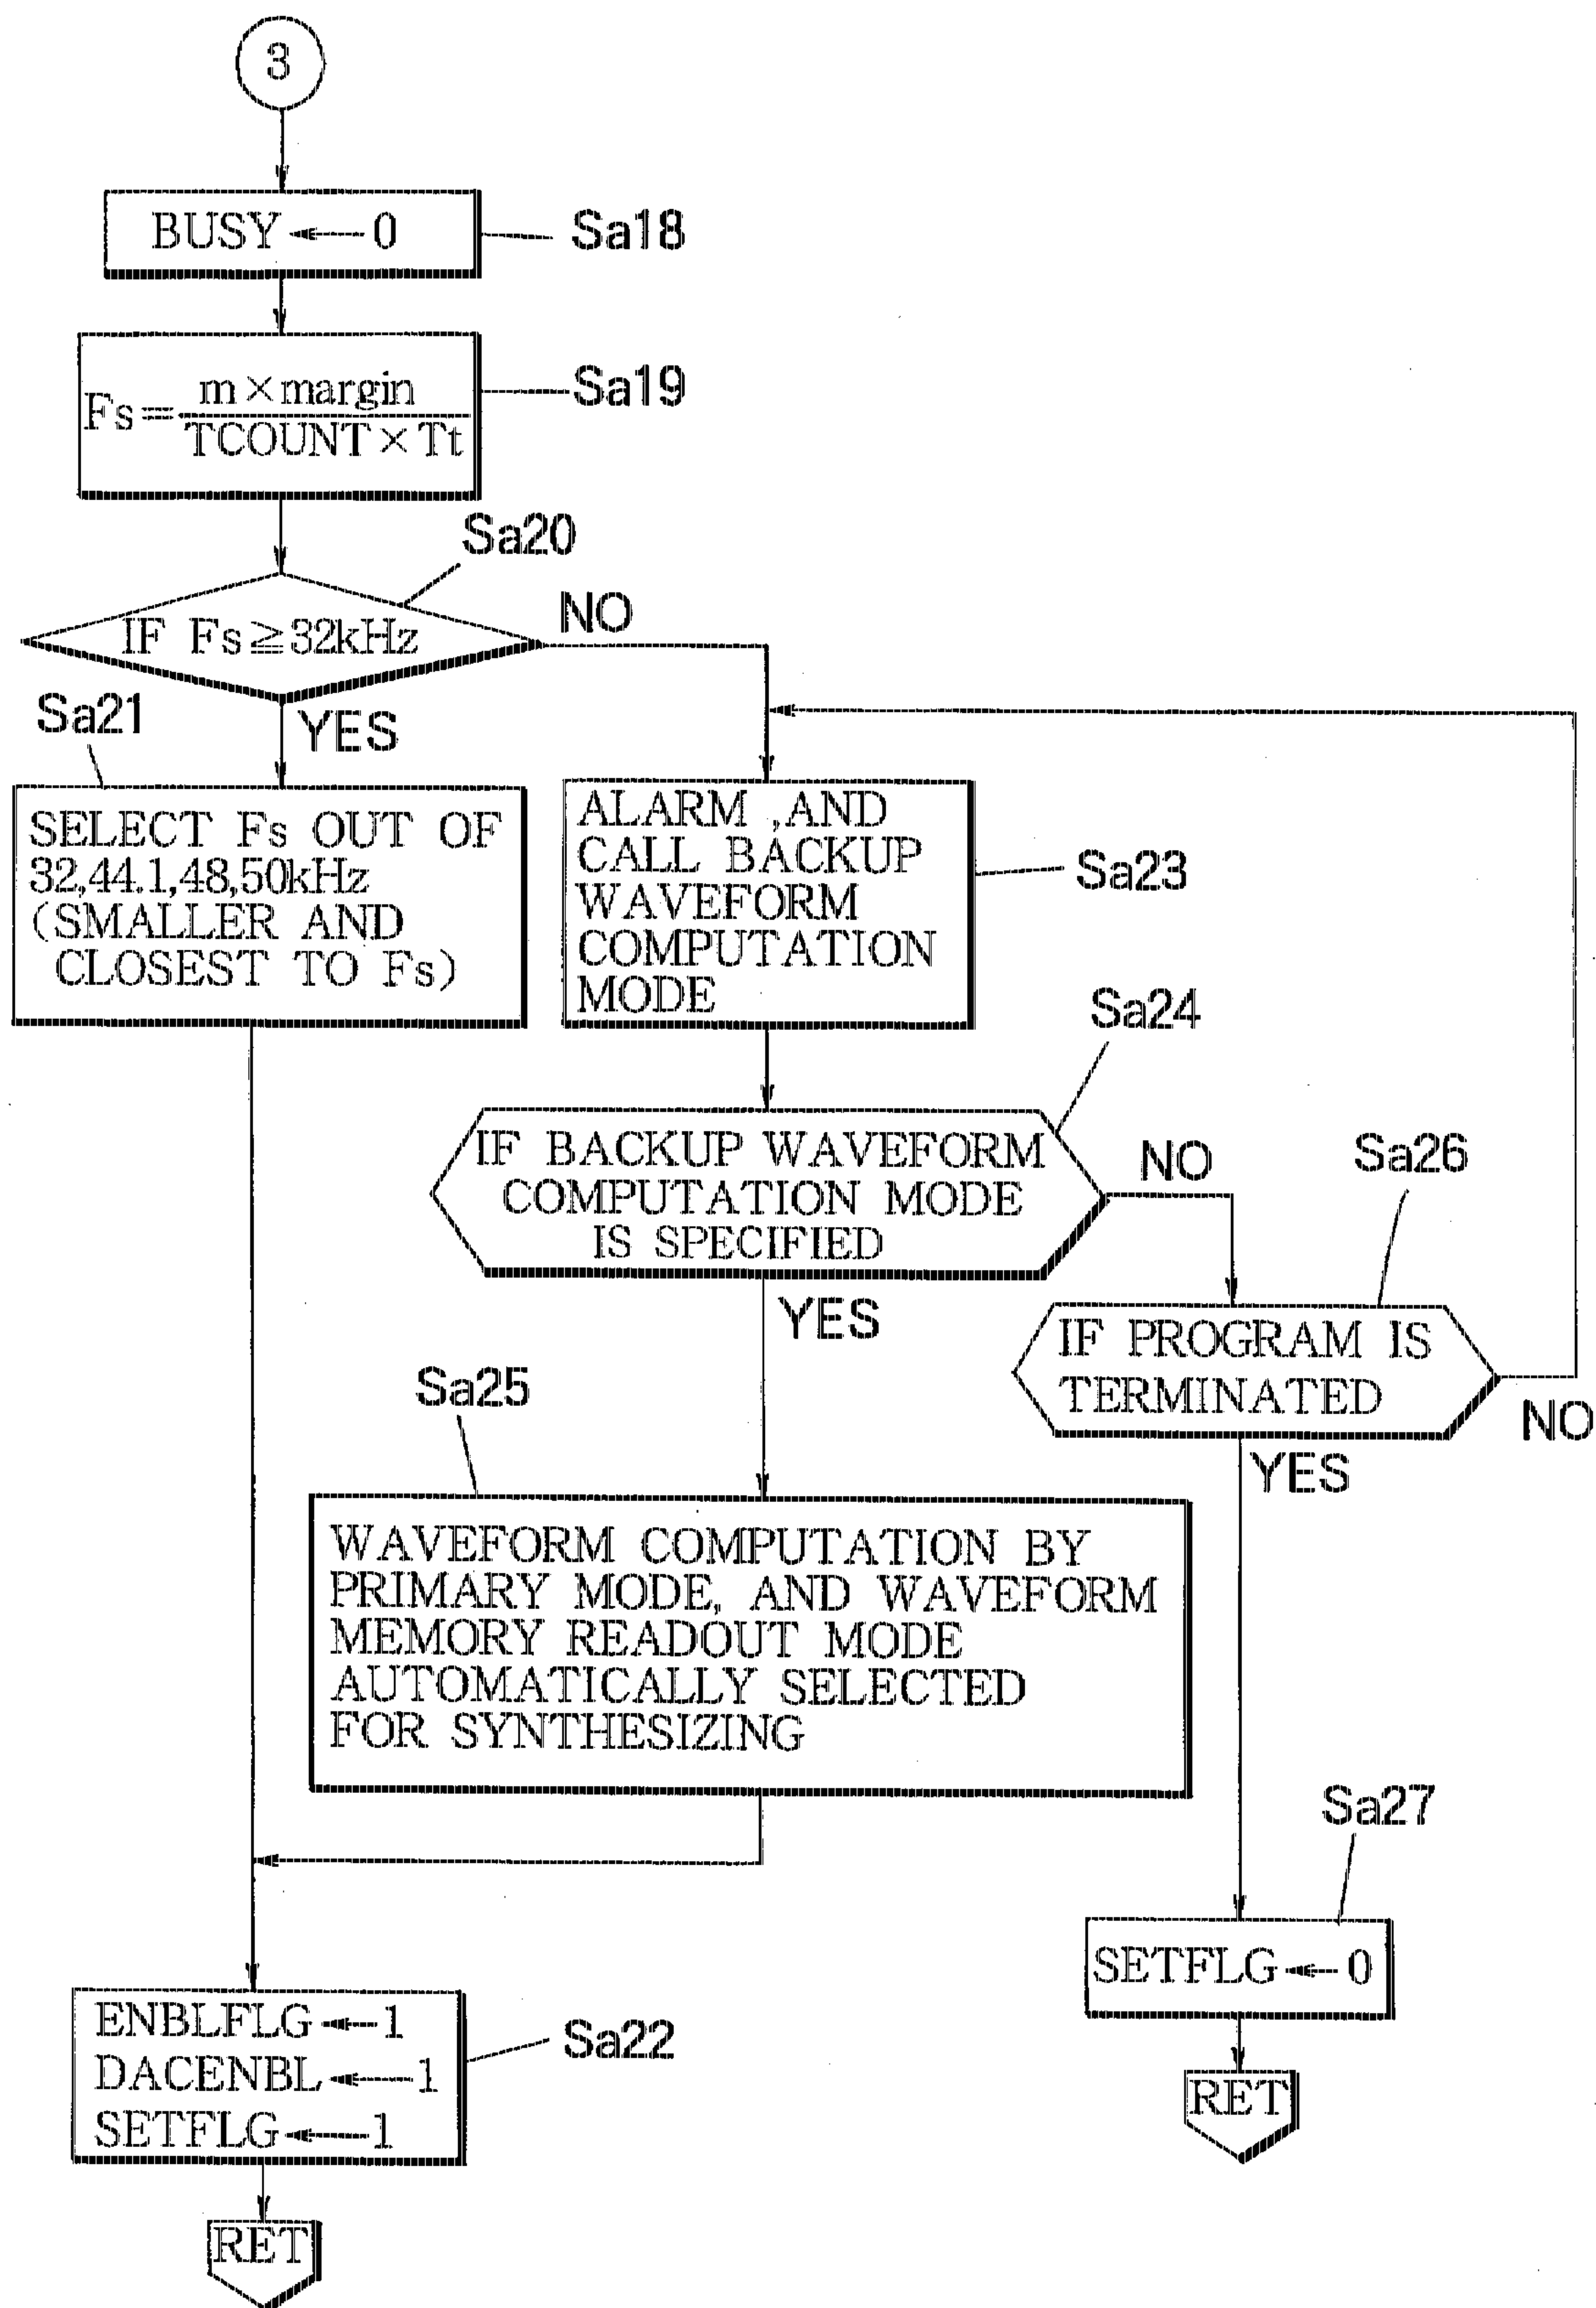 3
BUSY ← 0
Sa18
Fs = m × margin / TCOUNT × Tt
Sa19
Sa20
IF Fs ≧ 32kHz
NO
Sa21
YES
SELECT Fs OUT OF
32,44.1,48,50kHz
(SMALLER AND
CLOSEST TO Fs)
ALARM ,AND
CALL BACKUP
WAVEFORM
COMPUTATION
MODE
Sa23
Sa24
IF BACKUP WAVEFORM
COMPUTATION MODE
IS SPECIFIED
NO
Sa26
YES
IF PROGRAM IS
TERMINATED
NO
YES
Sa25
WAVEFORM COMPUTATION BY
PRIMARY MODE, AND WAVEFORM
MEMORY READOUT MODE
AUTOMATICALLY SELECTED
FOR SYNTHESIZING
Sa27
SETFLG ← 0
RET
ENBLFLG ← 1
DACENBL ← 1
SETFLG ← 1
Sa22
RET